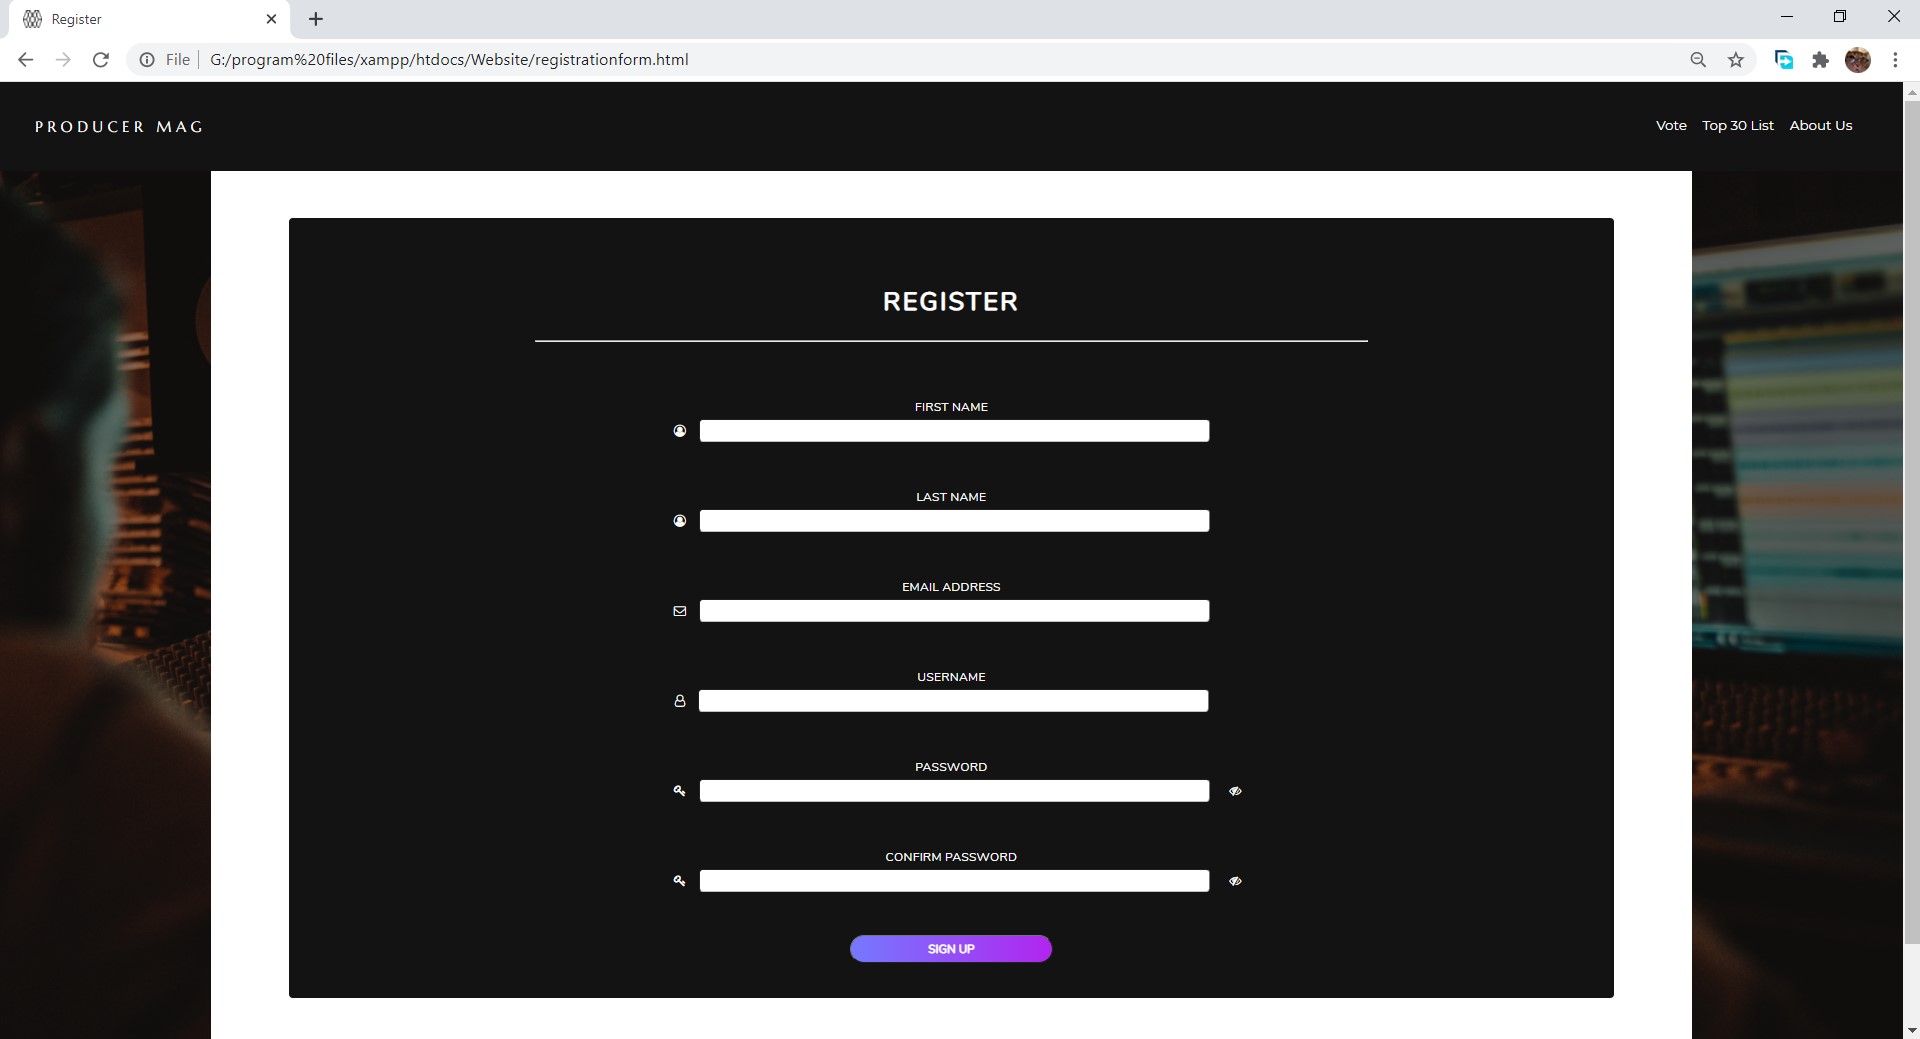 Register
File
G:/program%20files/xampp/htdocs/Website/registrationform.html
PRODUCER MAG
Vote Top 30 List About Us
REGISTER
FIRST NAME
LAST NAME
EMAIL ADDRESS
USERNAME
PASSWORD
CONFIRM PASSWORD
SIGN UP